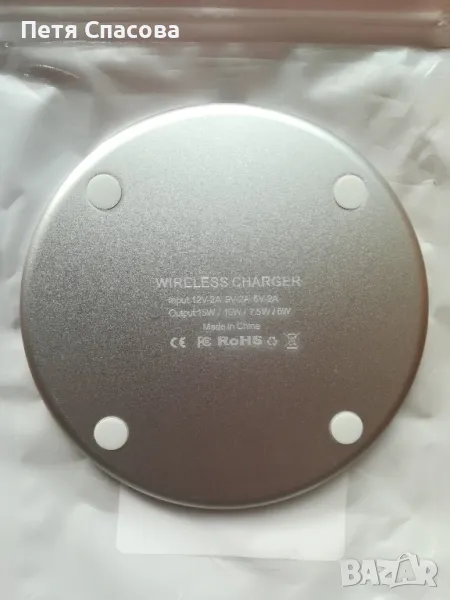 Петя Спасова
WIRELESS CHARGER
Input:12V-2A, 9V-2A, 5V-2A
Output:15W / 10W / 7.5W / 5W
Made in China
CE FC RoHS
BAZAR